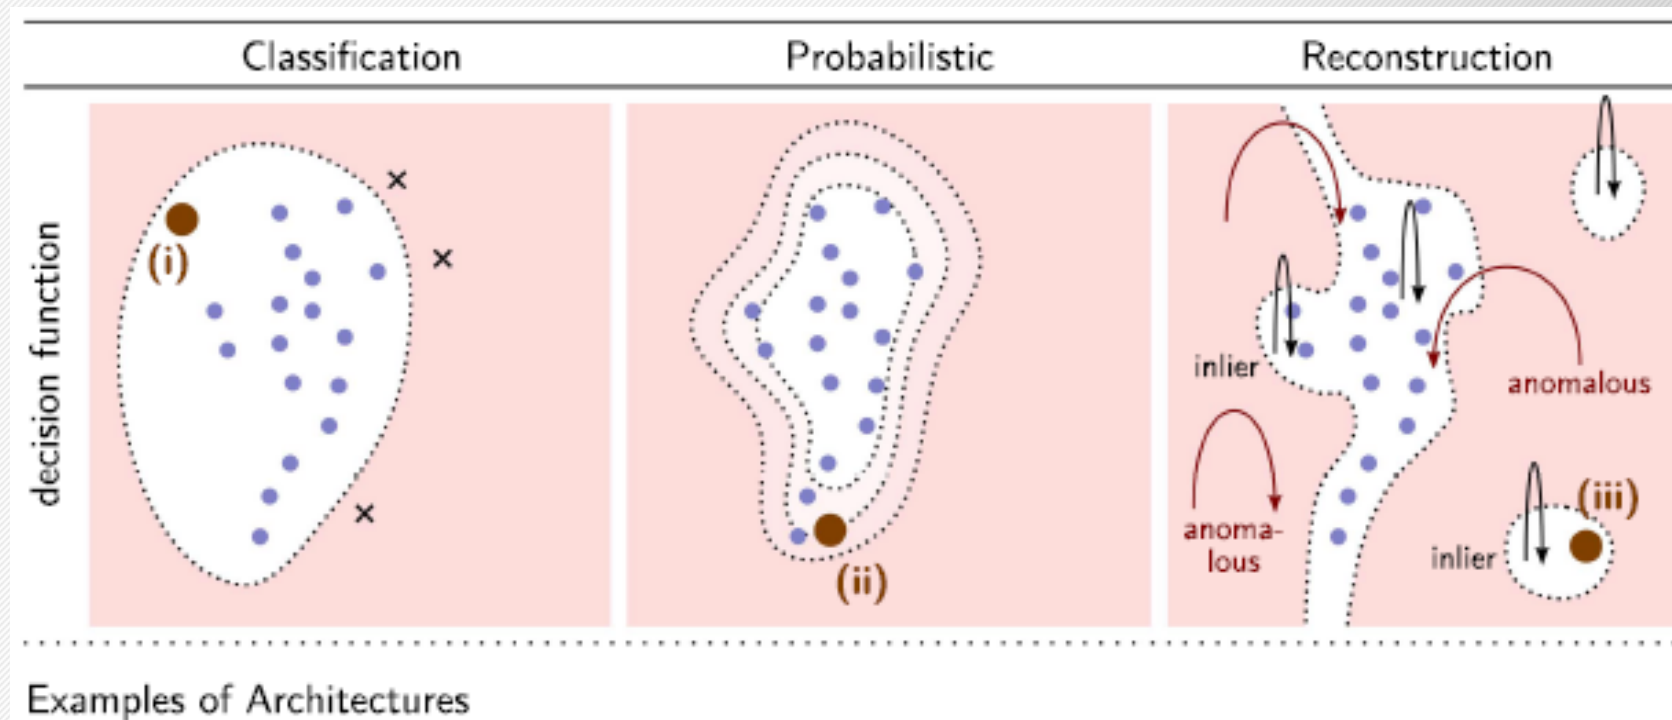 Classification
Probabilistic
Reconstruction
decision function
(i)
(ii)
inlier
anoma-
lous
anomalous
inlier
(iii)
Examples of Architectures